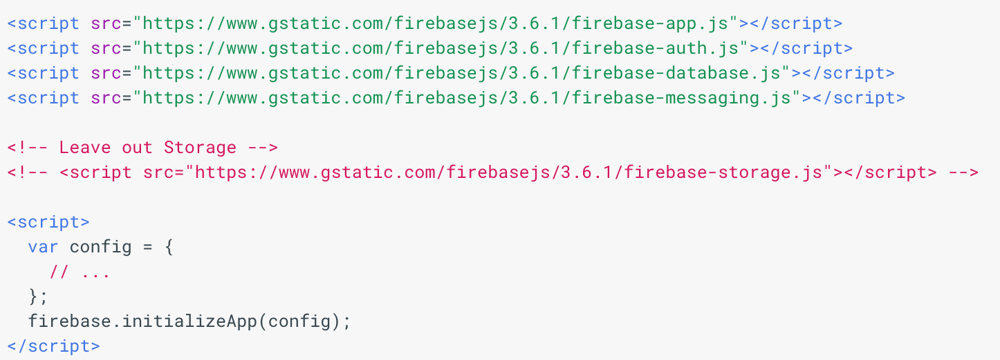 <script src="https://www.gstatic.com/firebasejs/3.6.1/firebase-app.js"></script>
<script src="https://www.gstatic.com/firebasejs/3.6.1/firebase-auth.js"></script>
<script src="https://www.gstatic.com/firebasejs/3.6.1/firebase-database.js"></script>
<script src="https://www.gstatic.com/firebasejs/3.6.1/firebase-messaging.js"></script>

<!-- Leave out Storage -->
<!-- <script src="https://www.gstatic.com/firebasejs/3.6.1/firebase-storage.js"></script> -->

<script>
  var config = {
    // ...
  };
  firebase.initializeApp(config);
</script>